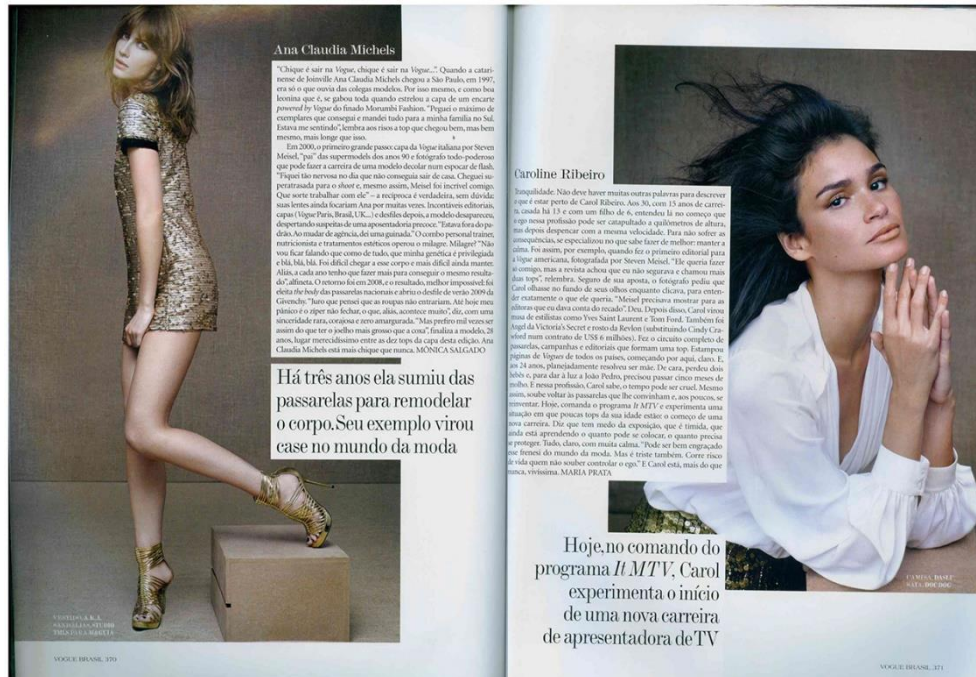 Ana Claudia Michels
"Chique é sair na Vogue, chique é sair na Vogue...". Quando a catari-
nense de Joinville Ana Claudia Michels chegou a São Paulo, em 1997,
era só o que ouvia das colegas modelos. Por isso mesmo, e como boa
leonina que é, se gabou toda quando estrelou a capa de um encarte
powered by Vogue do finado Morumbi Fashion. "Peguei o máximo de
exemplares que consegui e mandei tudo para a minha família no Sul.
Estava me sentindo", lembra aos risos a top que chegou bem, mas bem
mesmo, mais longe que isso.
Em 2000, o primeiro grande passo: capa da Vogue italiana por Steven
Meisel, "pai" das supermodels dos anos 90 e fotógrafo todo-poderoso
que pode fazer a carreira de uma modelo decolar num espocar de flash.
"Fiquei tão nervosa no dia que não conseguia sair de casa. Cheguei su-
peratrasada para o shoot e, mesmo assim, Meisel foi incrível comigo.
Que sorte trabalhar com ele" – a recíproca é verdadeira, sem dúvida:
suas lentes ainda focariam Ana por muitas vezes. Incontáveis editoriais,
capas (Vogue Paris, Brasil, UK...) e desfiles depois, a modelo desapareceu,
despertando suspeitas de uma aposentadoria precoce. "Estava fora do pa-
drão. Ao mudar de agência, dei uma guinada." O combo personal trainer,
nutricionista e tratamentos estéticos operou o milagre. Milagre? "Não
vou ficar falando que como de tudo, que minha genética é privilegiada
e blá, blá, blá. Foi difícil chegar a esse corpo e mais difícil ainda manter.
Aliás, a cada ano tenho que fazer mais para conseguir o mesmo resulta-
do", alfineta. O retorno foi em 2008, e o resultado, melhor impossível: foi
eleita the body das passarelas nacionais e abriu o desfile de verão 2009 da
Givenchy. "Juro que pensei que as roupas não entrariam. Até hoje meu
pânico é o zíper não fechar, o que, aliás, acontece muito", diz, com uma
sinceridade rara, corajosa e zero amargurada. "Mas prefiro mil vezes ser
assim do que ter o joelho mais grosso que a coxa", finaliza a modelo, 28
anos, lugar merecidíssimo entre as dez tops da capa desta edição. Ana
Claudia Michels está mais chique que nunca. MÔNICA SALGADO
Há três anos ela sumiu das
passarelas para remodelar
o corpo. Seu exemplo virou
case no mundo da moda
VOGUE BRASIL 370
Caroline Ribeiro
Tranquilidade. Não deve haver muitas outras palavras para descrever
o que é estar perto de Carol Ribeiro. Aos 30, com 15 anos de carrei-
ra, casada há 13 e com um filho de 6, entendeu lá no começo que
o ego nessa profissão pode ser catapultado a quilômetros de altura,
mas depois despencar com a mesma velocidade. Para não sofrer as
consequências, se especializou no que sabe fazer de melhor: manter a
calma. Foi assim, por exemplo, quando fez o primeiro editorial para
a Vogue americana, fotografada por Steven Meisel. "Ele queria fazer
só comigo, mas a revista achou que eu não segurava e chamou mais
duas tops", relembra. Seguro de sua aposta, o fotógrafo pediu que
Carol olhasse no fundo de seus olhos enquanto clicava, para enten-
der exatamente o que ele queria. "Meisel precisava mostrar para as
editoras que eu dava conta do recado". Deu. Depois disso, Carol virou
musa de estilistas como Yves Saint Laurent e Tom Ford. Também foi
Angel da Victoria's Secret e rosto da Revlon (substituindo Cindy Cra-
wford num contrato de US$ 6 milhões). Fez o circuito completo de
passarelas, campanhas e editoriais que formam uma top. Estampou
páginas de Vogues de todos os países, começando por aqui, claro. E,
aos 24 anos, planejadamente resolveu ser mãe. De cara, perdeu dois
bebês e, para dar à luz a João Pedro, precisou passar cinco meses de
molho. E nessa profissão, Carol sabe, o tempo pode ser cruel. Mesmo
assim, soube voltar às passarelas que lhe convinham e, aos poucos, se
reinventar. Hoje, comanda o programa It MTV e experimenta uma
situação em que poucas tops da sua idade estão: o começo de uma
nova carreira. Diz que tem medo da exposição, que é tímida, que
ainda está aprendendo o quanto pode se colocar, o quanto precisa
se proteger. Tudo, claro, com muita calma. "Pode ser bem engraçado
esse frenesi do mundo da moda. Mas é triste também. Corre risco
de vida quem não souber controlar o ego." E Carol está, mais do que
nunca, vivíssima. MARIA PRATA
Hoje, no comando do
programa It MTV, Carol
experimenta o início
de uma nova carreira
de apresentadora de TV
CAMISA, DASLU
SAIA, DOC DOG
VOGUE BRASIL 371